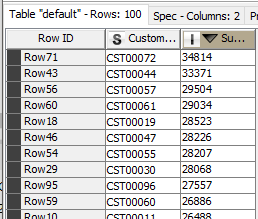 Table "default" - Rows: 100 Spec - Columns: 2
Row ID S Custom... I Su...
Row71 CST00072 34814
Row43 CST00044 33371
Row56 CST00057 29504
Row60 CST00061 29034
Row18 CST00019 28523
Row46 CST00047 28226
Row54 CST00055 28207
Row29 CST00030 28068
Row95 CST00096 27557
Row59 CST00060 26886
Row10 CST00011 26488